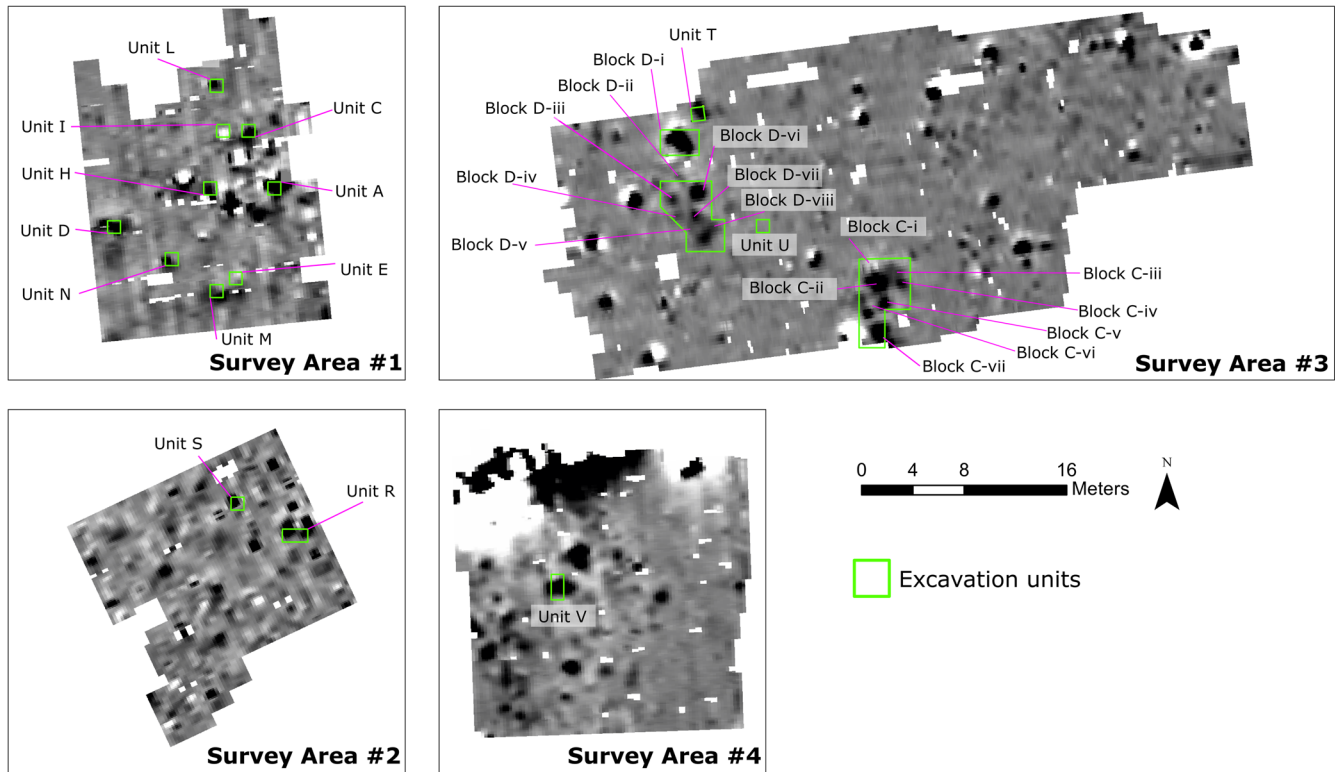 Unit L
Unit I
Unit C
Unit H
Unit A
Unit D
Unit E
Unit N
Unit M
Survey Area #1
Unit T
Block D-i
Block D-ii
Block D-iii
Block D-vi
Block D-iv
Block D-vii
Block D-viii
Block D-v
Unit U
Block C-i
Block C-iii
Block C-ii
Block C-iv
Block C-v
Block C-vi
Block C-vii
Survey Area #3
Unit S
Unit R
Survey Area #2
Unit V
Survey Area #4
0 4 8 16
Meters
N
Excavation units